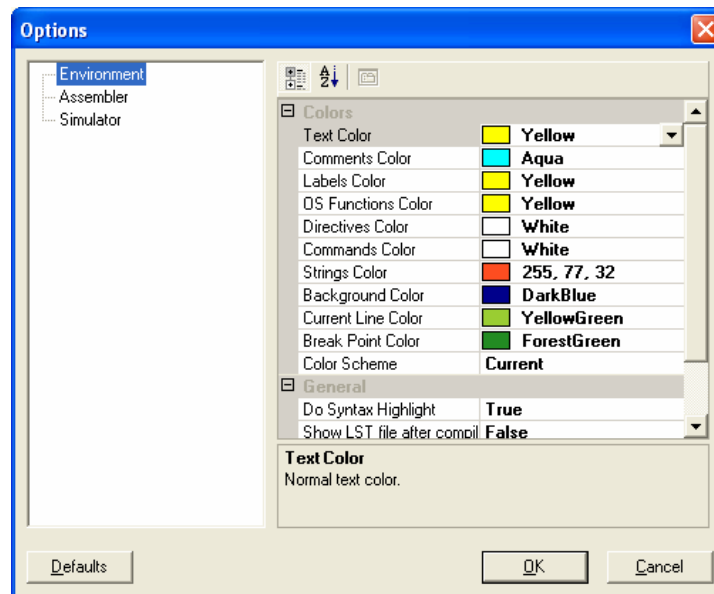 Options
Environment
Assembler
Simulator
Colors
Text Color Yellow
Comments Color Aqua
Labels Color Yellow
OS Functions Color Yellow
Directives Color White
Commands Color White
Strings Color 255, 77, 32
Background Color DarkBlue
Current Line Color YellowGreen
Break Point Color ForestGreen
Color Scheme Current
General
Do Syntax Highlight True
Show LST file after compil False
Text Color
Normal text color.
Defaults OK Cancel